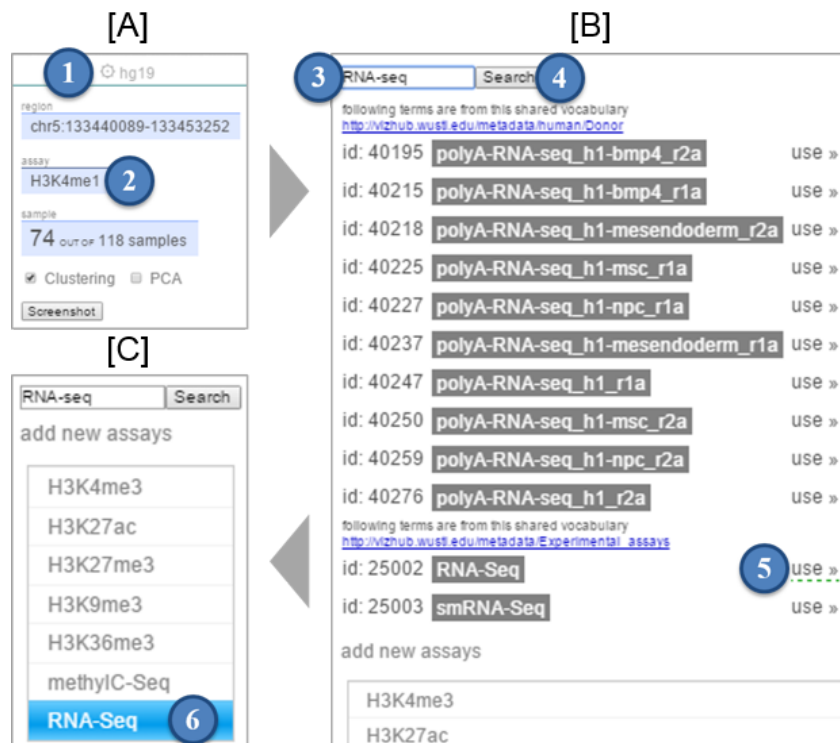 [A]
1
hg19
region
chr5:133440089-133453252
assay
H3K4me1
2
sample
74 OUT OF 118 samples
Clustering PCA
Screenshot
[B]
3
RNA-seq Search
4
following terms are from this shared vocabulary
http://vizhub.wustl.edu/metadata/human/Donor
id: 40195 polyA-RNA-seq_h1-bmp4_r2a use »
id: 40215 polyA-RNA-seq_h1-bmp4_r1a use »
id: 40218 polyA-RNA-seq_h1-mesendoderm_r2a use »
id: 40225 polyA-RNA-seq_h1-msc_r1a use »
id: 40227 polyA-RNA-seq_h1-npc_r1a use »
id: 40237 polyA-RNA-seq_h1-mesendoderm_r1a use »
id: 40247 polyA-RNA-seq_h1_r1a use »
id: 40250 polyA-RNA-seq_h1-msc_r2a use »
id: 40259 polyA-RNA-seq_h1-npc_r2a use »
id: 40276 polyA-RNA-seq_h1_r2a use »
following terms are from this shared vocabulary
http://vizhub.wustl.edu/metadata/Experimental_assays
id: 25002 RNA-Seq 5 use »
id: 25003 smRNA-Seq use »
add new assays
H3K4me3
H3K27ac
[C]
RNA-seq Search
add new assays
H3K4me3
H3K27ac
H3K27me3
H3K9me3
H3K36me3
methylC-Seq
RNA-Seq 6